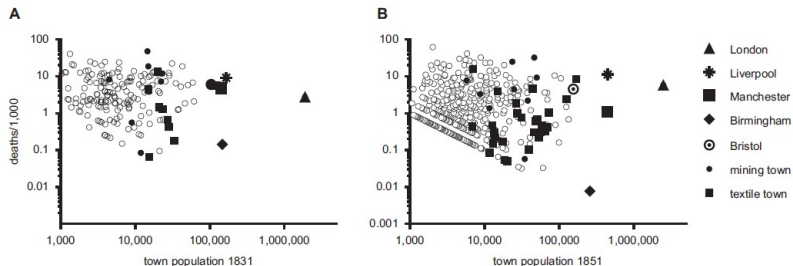 A
B
deaths/1,000
100
10
1
0.1
0.01
0.001
1,000
10,000
100,000
1,000,000
town population 1831
100
10
1
0.1
0.01
0.001
1,000
10,000
100,000
1,000,000
town population 1851
London
Liverpool
Manchester
Birmingham
Bristol
mining town
textile town